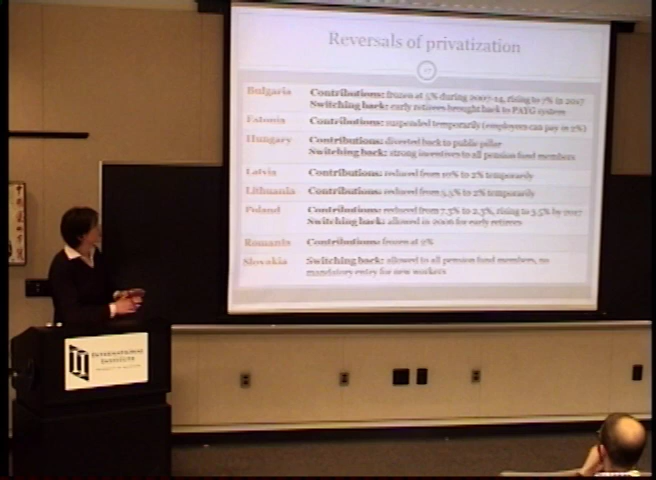 Reversals of privatization
17
Bulgaria Contributions: frozen at 5% during 2007-14, rising to 7% in 2017
Switching back: early retirees brought back to PAYG system
Estonia Contributions: suspended temporarily (employees can pay in 2%)
Hungary Contributions: diverted back to public pillar
Switching back: strong incentives to all pension fund members
Latvia Contributions: reduced from 10% to 2% temporarily
Lithuania Contributions: reduced from 5.5% to 2% temporarily
Poland Contributions: reduced from 7.3% to 2.3%, rising to 3.5% by 2017
Switching back: allowed in 2006 for early retirees
Romania Contributions: frozen at 2%
Slovakia Switching back: allowed to all pension fund members, no
mandatory entry for new workers
International
Institute